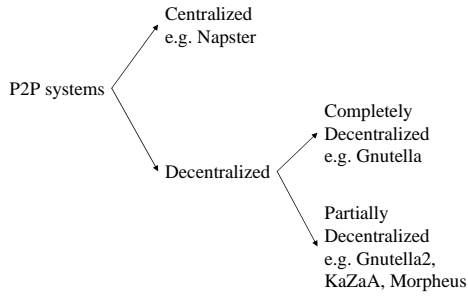 Centralized
e.g. Napster
P2P systems
Completely
Decentralized
e.g. Gnutella
Decentralized
Partially
Decentralized
e.g. Gnutella2,
KaZaA, Morpheus